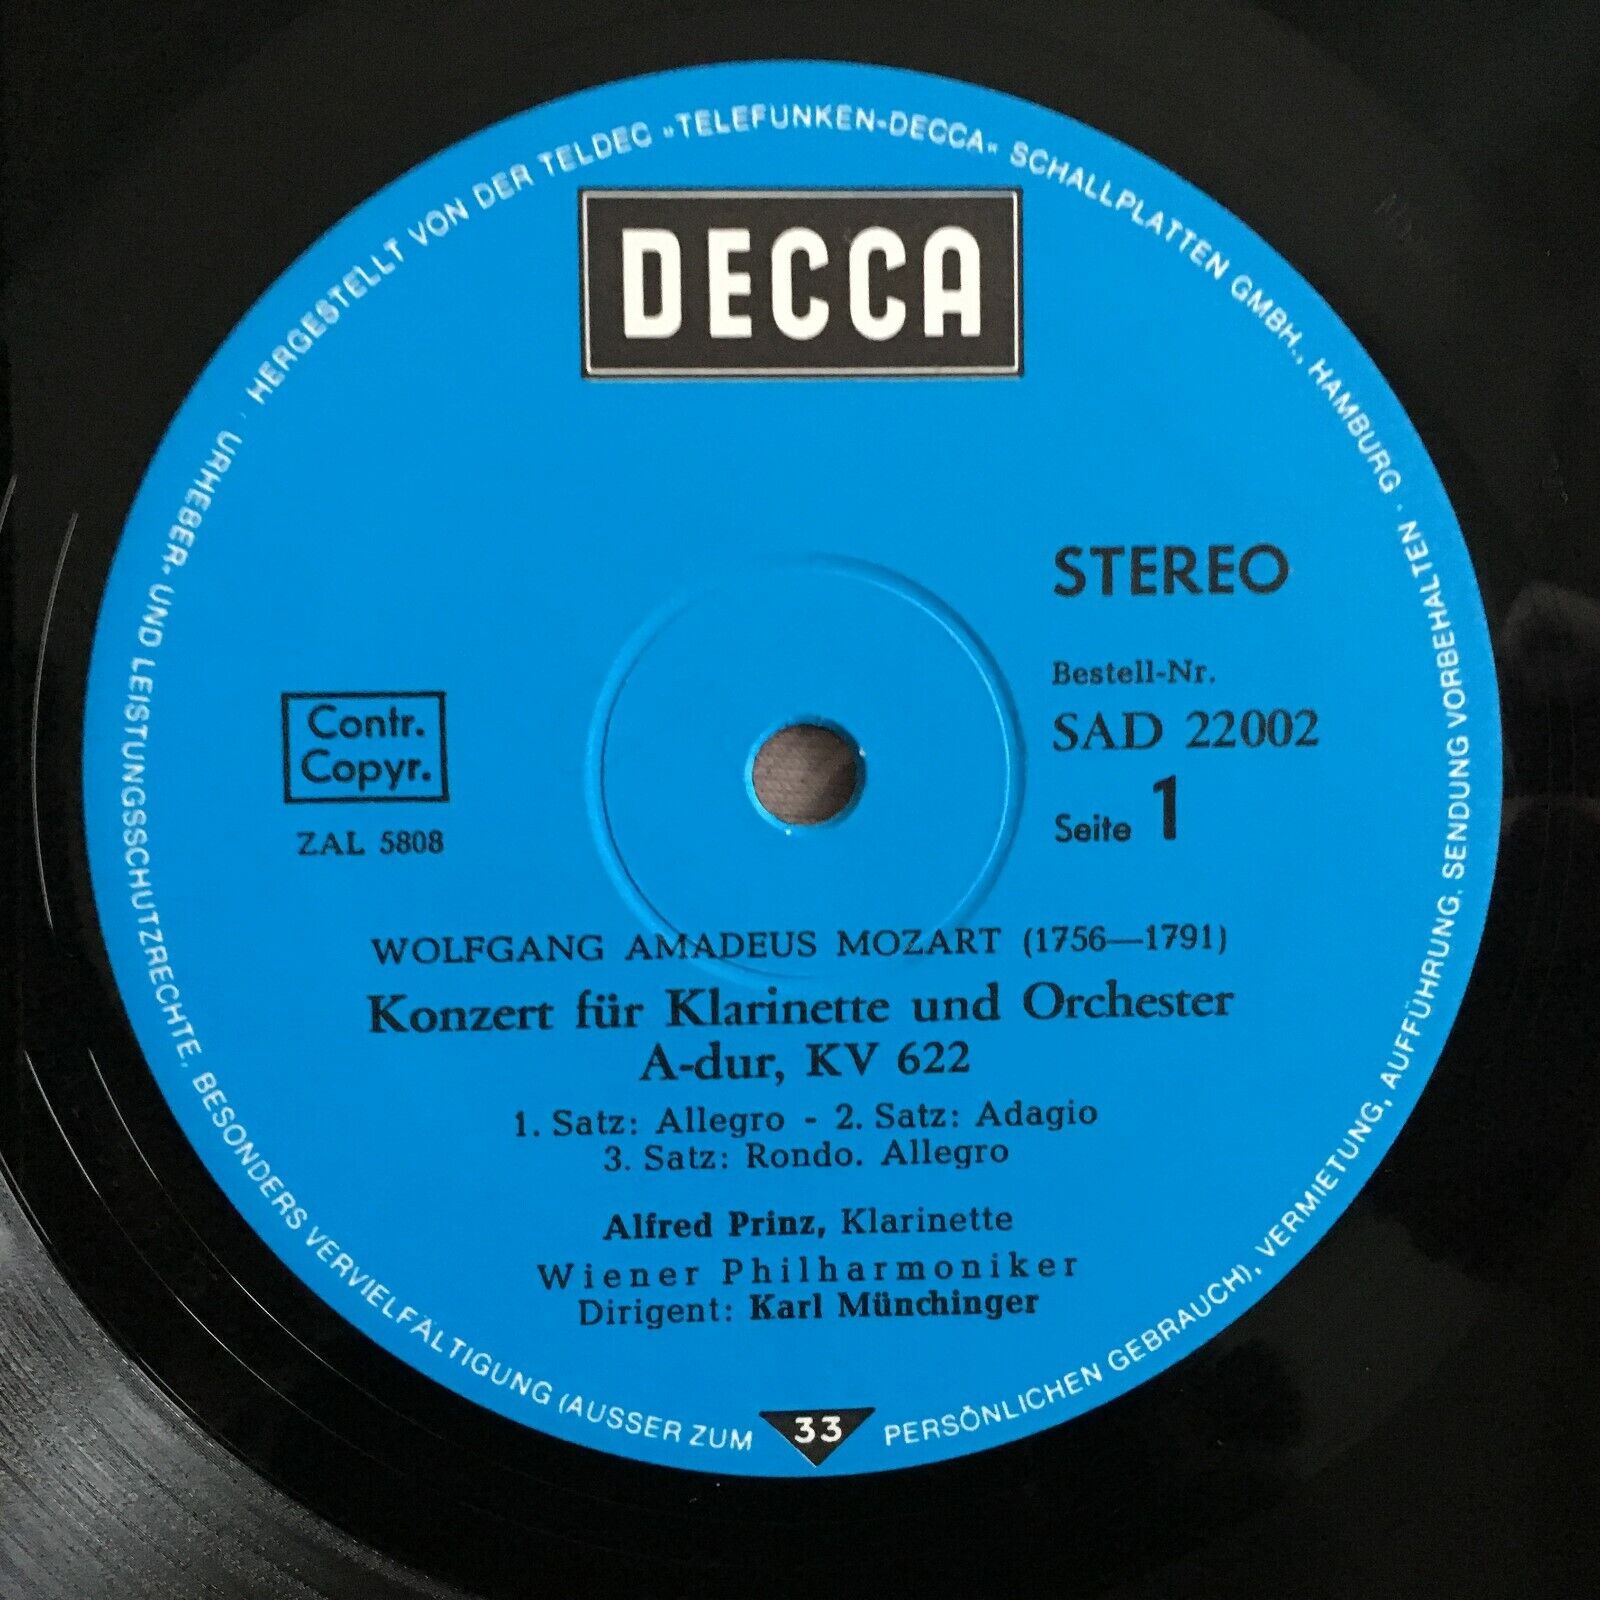 HERGESTELLT VON DER TELDEC »TELEFUNKEN-DECCA« SCHALLPLATTEN GMBH., HAMBURG · URHEBER- UND LEISTUNGSSCHUTZRECHTE, BESONDERS VERVIELFÄLTIGUNG (AUSSER ZUM PERSÖNLICHEN GEBRAUCH), VERMIETUNG, AUFFÜHRUNG, SENDUNG VORBEHALTEN ·
DECCA
STEREO
Bestell-Nr.
SAD 22002
Seite 1
Contr.
Copyr.
ZAL 5808
WOLFGANG AMADEUS MOZART (1756—1791)
Konzert für Klarinette und Orchester
A-dur, KV 622
1. Satz: Allegro - 2. Satz: Adagio
3. Satz: Rondo. Allegro
Alfred Prinz, Klarinette
Wiener Philharmoniker
Dirigent: Karl Münchinger
33